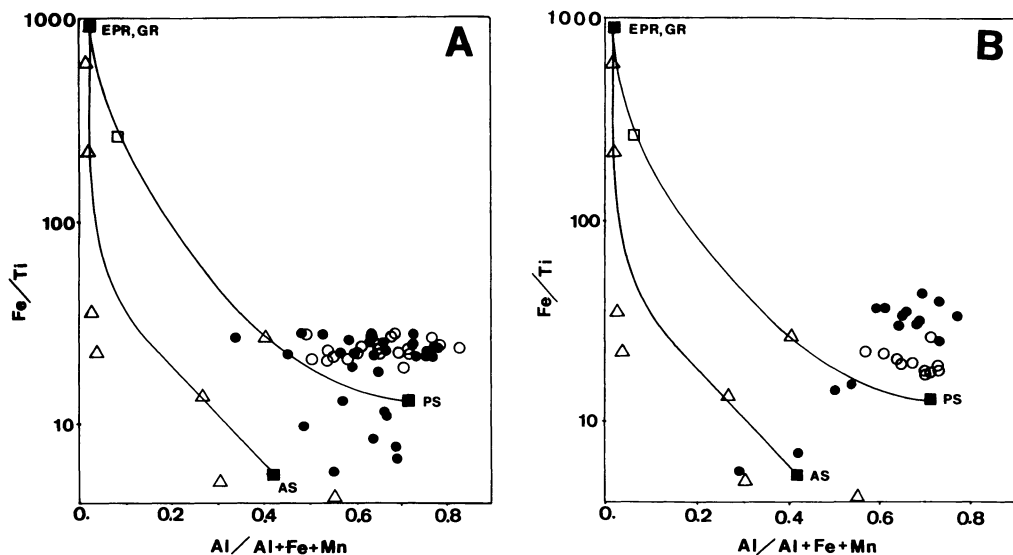 A
1000
EPR, GR
100
10
Fe/Ti
PS
AS
0. 0.2 0.4 0.6 0.8
Al/Al+Fe+Mn
B
1000
EPR, GR
100
10
Fe/Ti
PS
AS
0. 0.2 0.4 0.6 0.8
Al/Al+Fe+Mn